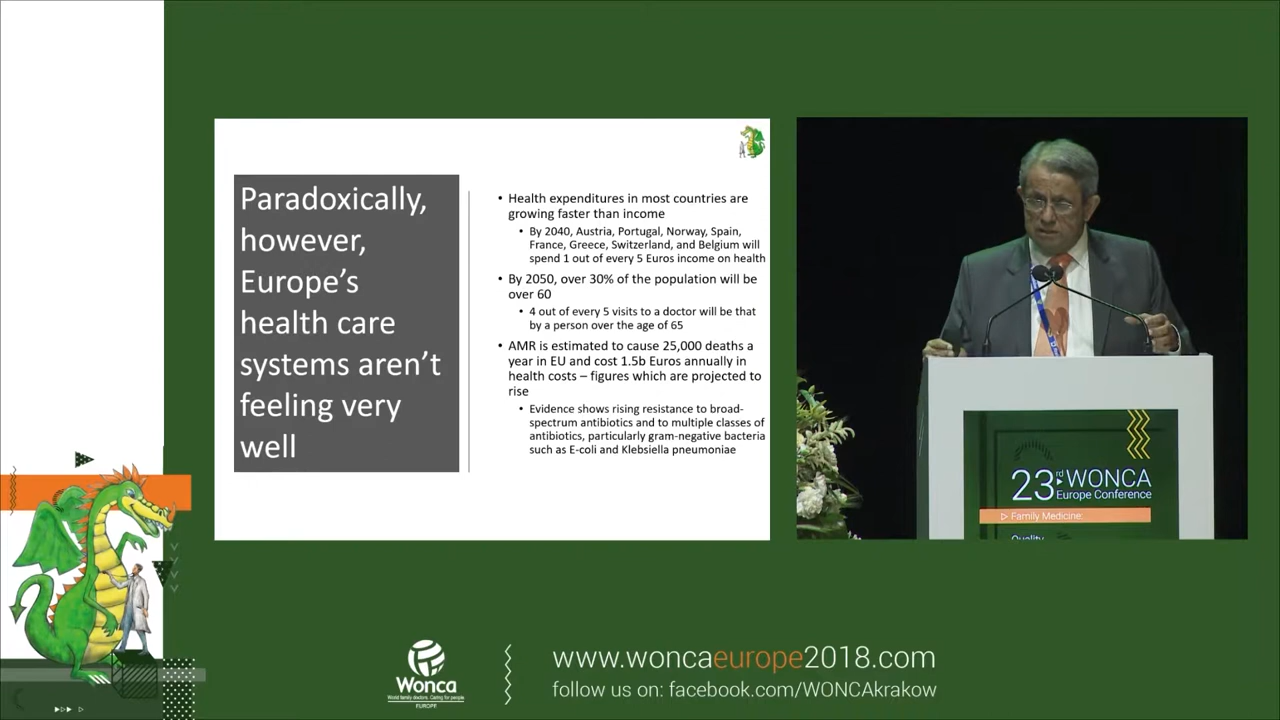 Paradoxically,
however,
Europe's
health care
systems aren't
feeling very
well
• Health expenditures in most countries are
growing faster than income
• By 2040, Austria, Portugal, Norway, Spain,
France, Greece, Switzerland, and Belgium will
spend 1 out of every 5 Euros income on health
• By 2050, over 30% of the population will be
over 60
• 4 out of every 5 visits to a doctor will be that
by a person over the age of 65
• AMR is estimated to cause 25,000 deaths a
year in EU and cost 1.5b Euros annually in
health costs – figures which are projected to
rise
• Evidence shows rising resistance to broad-
spectrum antibiotics and to multiple classes of
antibiotics, particularly gram-negative bacteria
such as E-coli and Klebsiella pneumoniae
23rd WONCA
Europe Conference
Family Medicine:
Quality
Wonca
World family doctors. Caring for people.
EUROPE
www.woncaeurope2018.com
follow us on: facebook.com/WONCAkrakow